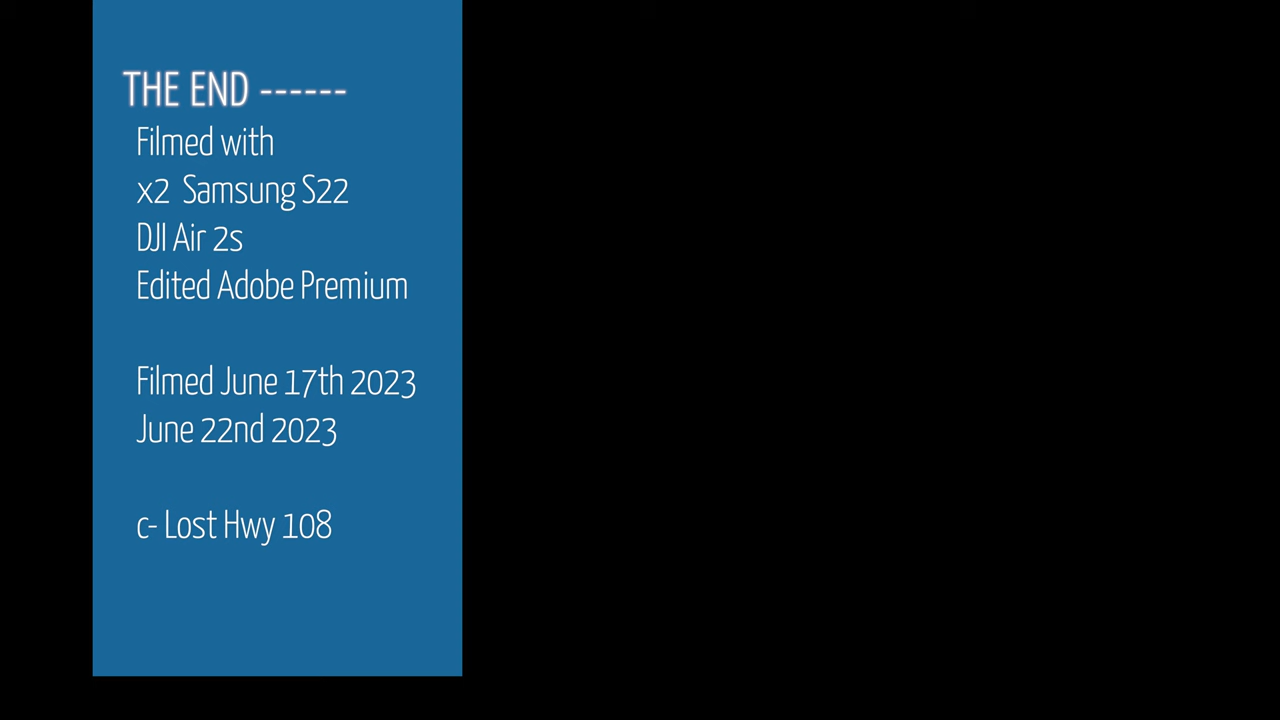 THE END ------
Filmed with
x2 Samsung S22
DJI Air 2s
Edited Adobe Premium
Filmed June 17th 2023
June 22nd 2023
c- Lost Hwy 108